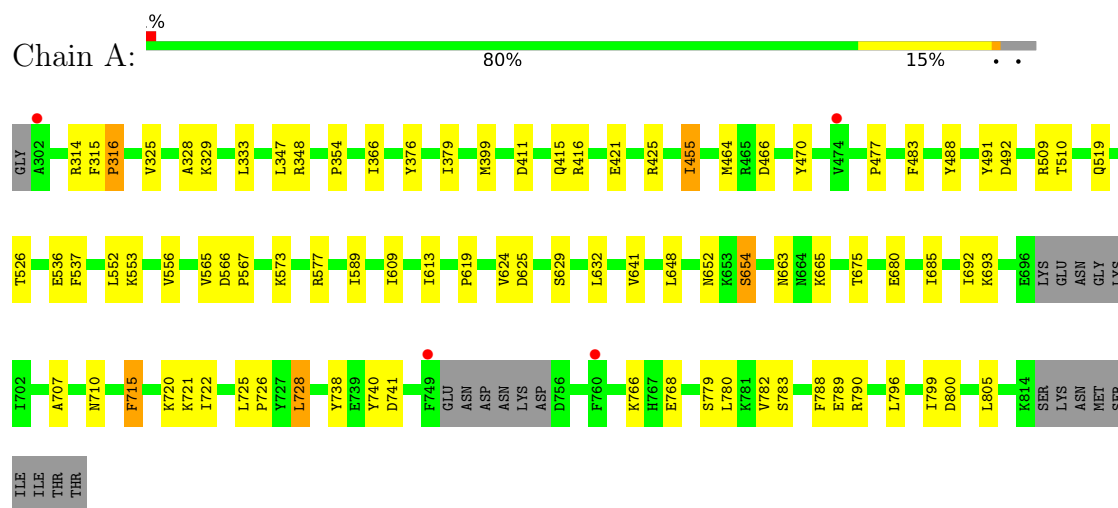 .%
Chain A:
80% 15% • •
GLY A302 R314 F315 P316 V325 A328 K329 L333 L347 R348 P354 I366 Y376 I379 M399 D411 Q415 R416 E421 R425 I455 M464 R465 D466 Y470 V474 P477 F483 Y488 Y491 D492 R509 T510 Q519
T526 E536 F537 L552 K553 V556 V565 D566 P567 K573 R577 I589 I609 I613 P619 V624 D625 S629 L632 V641 L648 N652 K653 S654 N663 N664 K665 T675 E680 I685 I692 K693 E696 LYS GLU ASN GLY LYS
I702 A707 N710 F715 K720 K721 I722 L725 P726 Y727 L728 Y738 E739 Y740 D741 F749 GLU ASN ASP ASN LYS ASP D756 F760 K766 H767 E768 S779 L780 K781 V782 S783 F788 E789 R790 L796 I799 D800 L805 K814 SER LYS ASN MET SER
ILE ILE THR THR